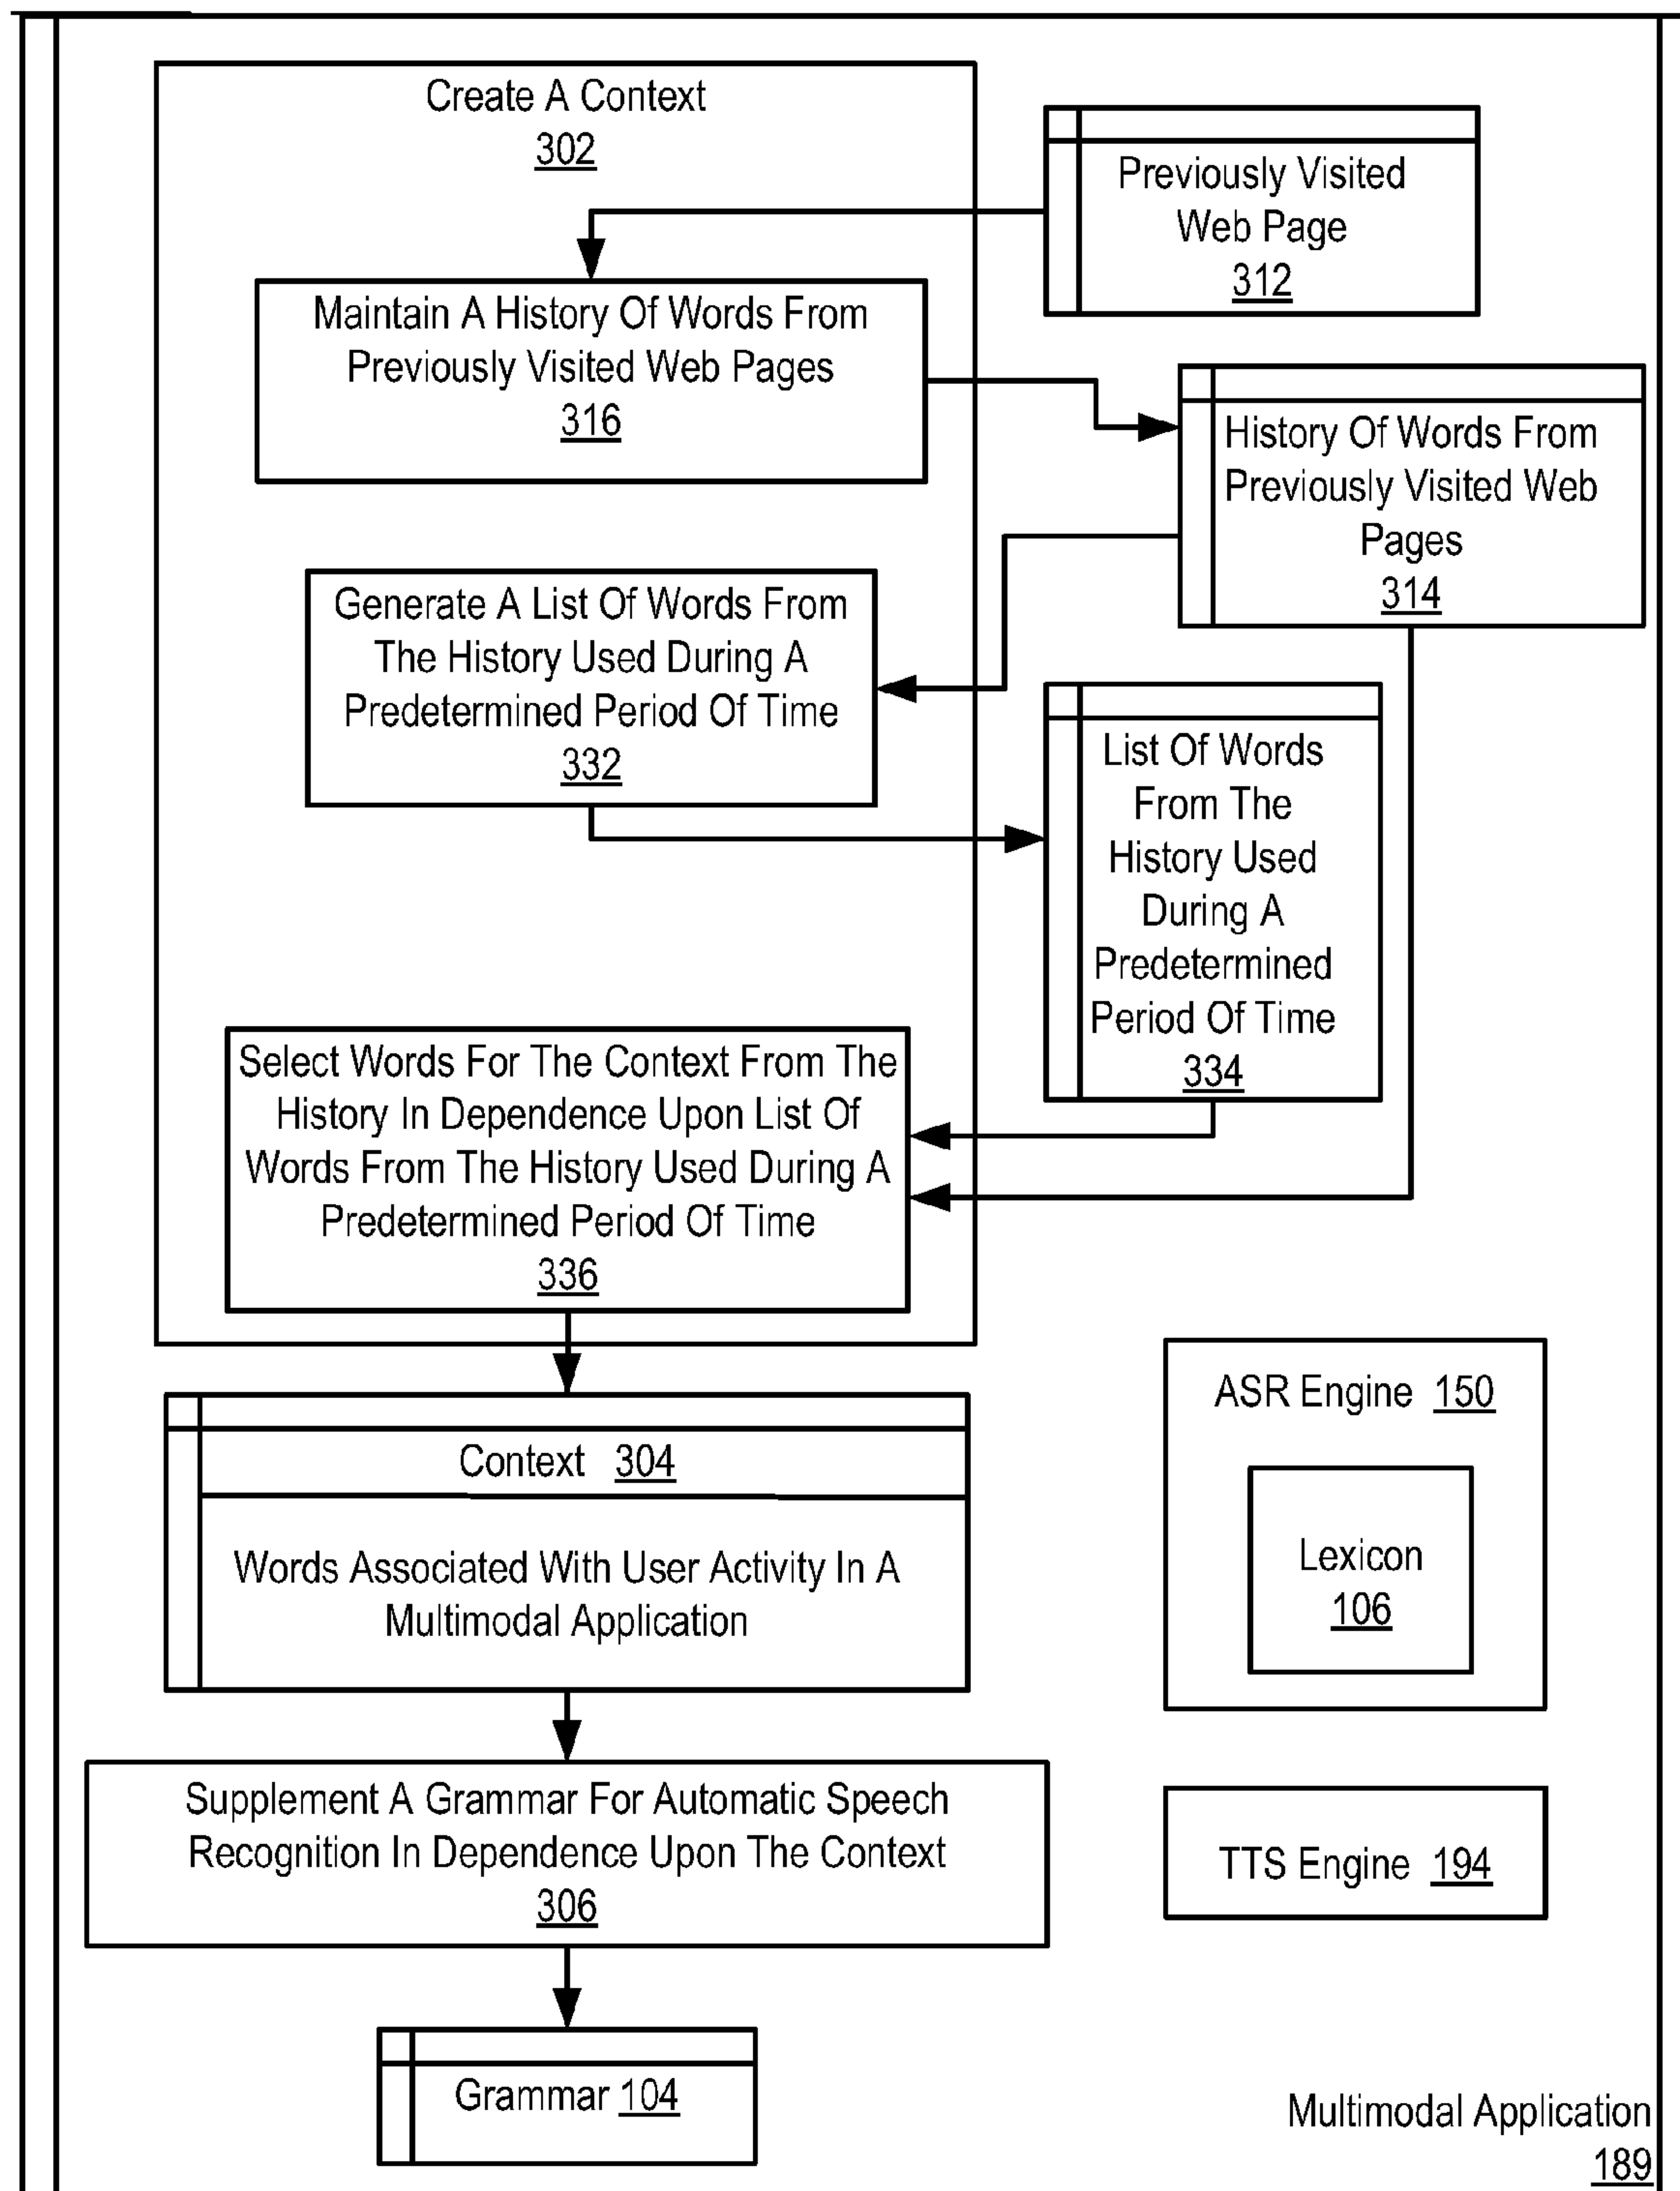 Create A Context
302
Previously Visited
Web Page
312
Maintain A History Of Words From
Previously Visited Web Pages
316
History Of Words From
Previously Visited Web
Pages
314
Generate A List Of Words From
The History Used During A
Predetermined Period Of Time
332
List Of Words
From The
History Used
During A
Predetermined
Period Of Time
334
Select Words For The Context From The
History In Dependence Upon List Of
Words From The History Used During A
Predetermined Period Of Time
336
Context 304
Words Associated With User Activity In A
Multimodal Application
ASR Engine 150
Lexicon
106
Supplement A Grammar For Automatic Speech
Recognition In Dependence Upon The Context
306
TTS Engine 194
Grammar 104
Multimodal Application
189